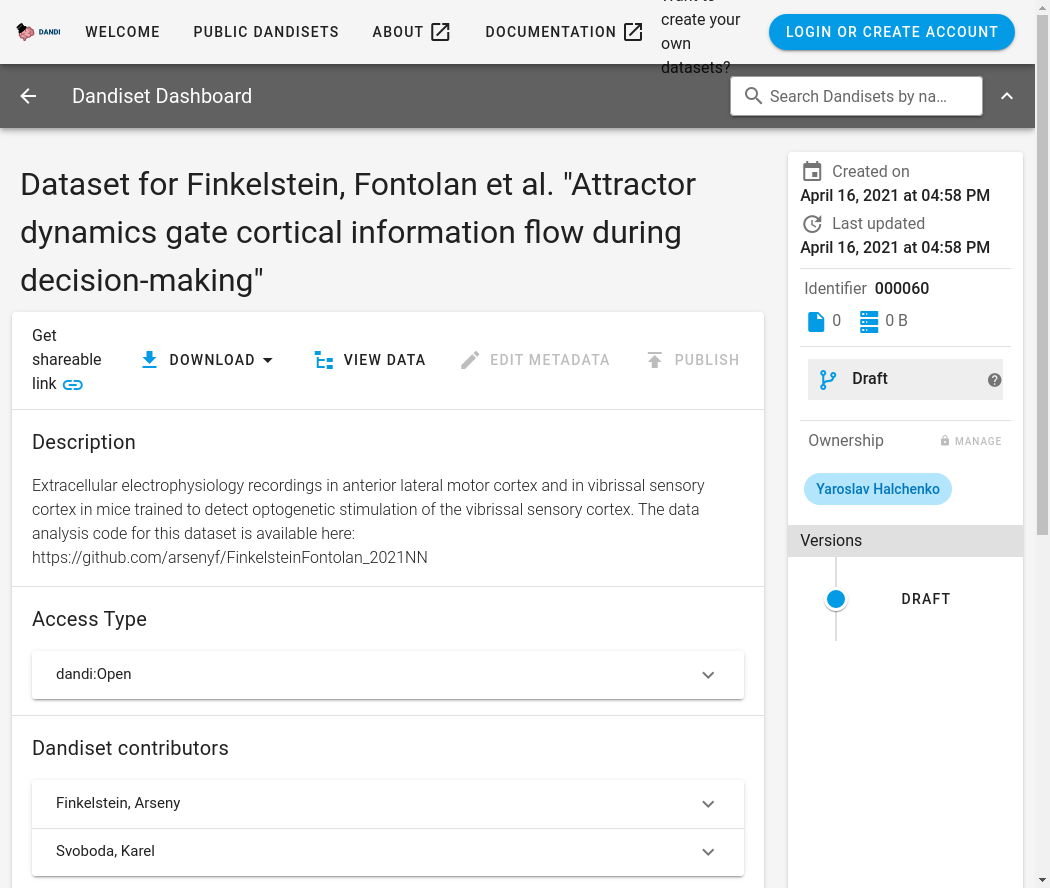 DANDI
WELCOME
PUBLIC DANDISETS
ABOUT
DOCUMENTATION
create your
own
datasets?
LOGIN OR CREATE ACCOUNT
Dandiset Dashboard
Search Dandisets by na...
Dataset for Finkelstein, Fontolan et al. "Attractor
dynamics gate cortical information flow during
decision-making"
Get
shareable
link
DOWNLOAD
VIEW DATA
EDIT METADATA
PUBLISH
Description
Extracellular electrophysiology recordings in anterior lateral motor cortex and in vibrissal sensory
cortex in mice trained to detect optogenetic stimulation of the vibrissal sensory cortex. The data
analysis code for this dataset is available here:
https://github.com/arsenyf/FinkelsteinFontolan_2021NN
Access Type
dandi:Open
Dandiset contributors
Finkelstein, Arseny
Svoboda, Karel
Created on
April 16, 2021 at 04:58 PM
Last updated
April 16, 2021 at 04:58 PM
Identifier 000060
0
0 B
Draft
Ownership
MANAGE
Yaroslav Halchenko
Versions
DRAFT